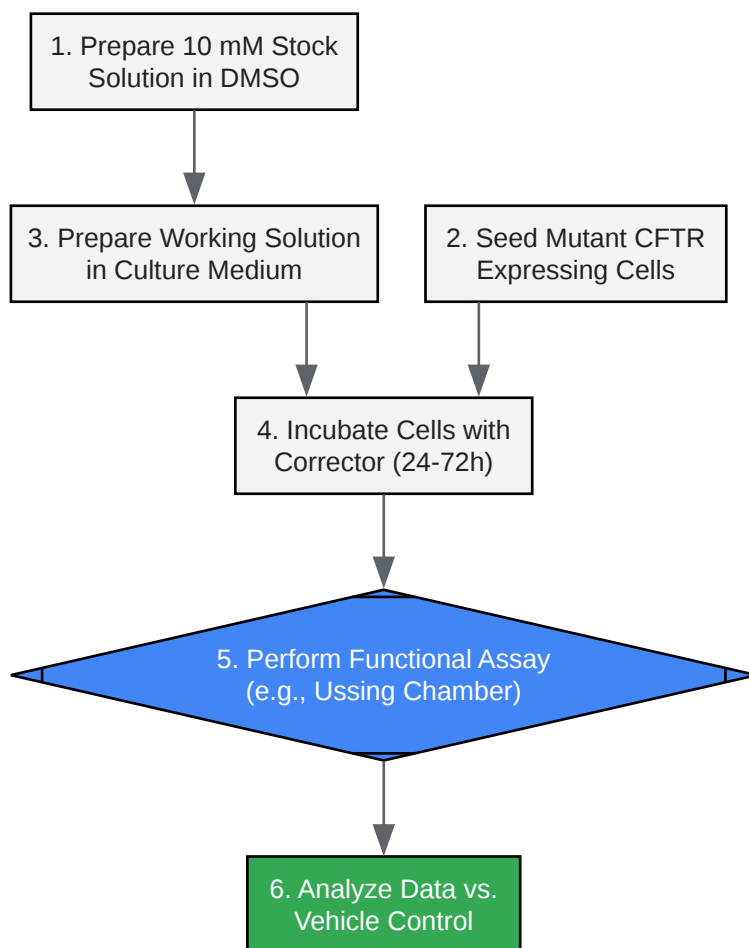 1. Prepare 10 mM Stock
Solution in DMSO
3. Prepare Working Solution
in Culture Medium
2. Seed Mutant CFTR
Expressing Cells
4. Incubate Cells with
Corrector (24-72h)
5. Perform Functional Assay
(e.g., Ussing Chamber)
6. Analyze Data vs.
Vehicle Control